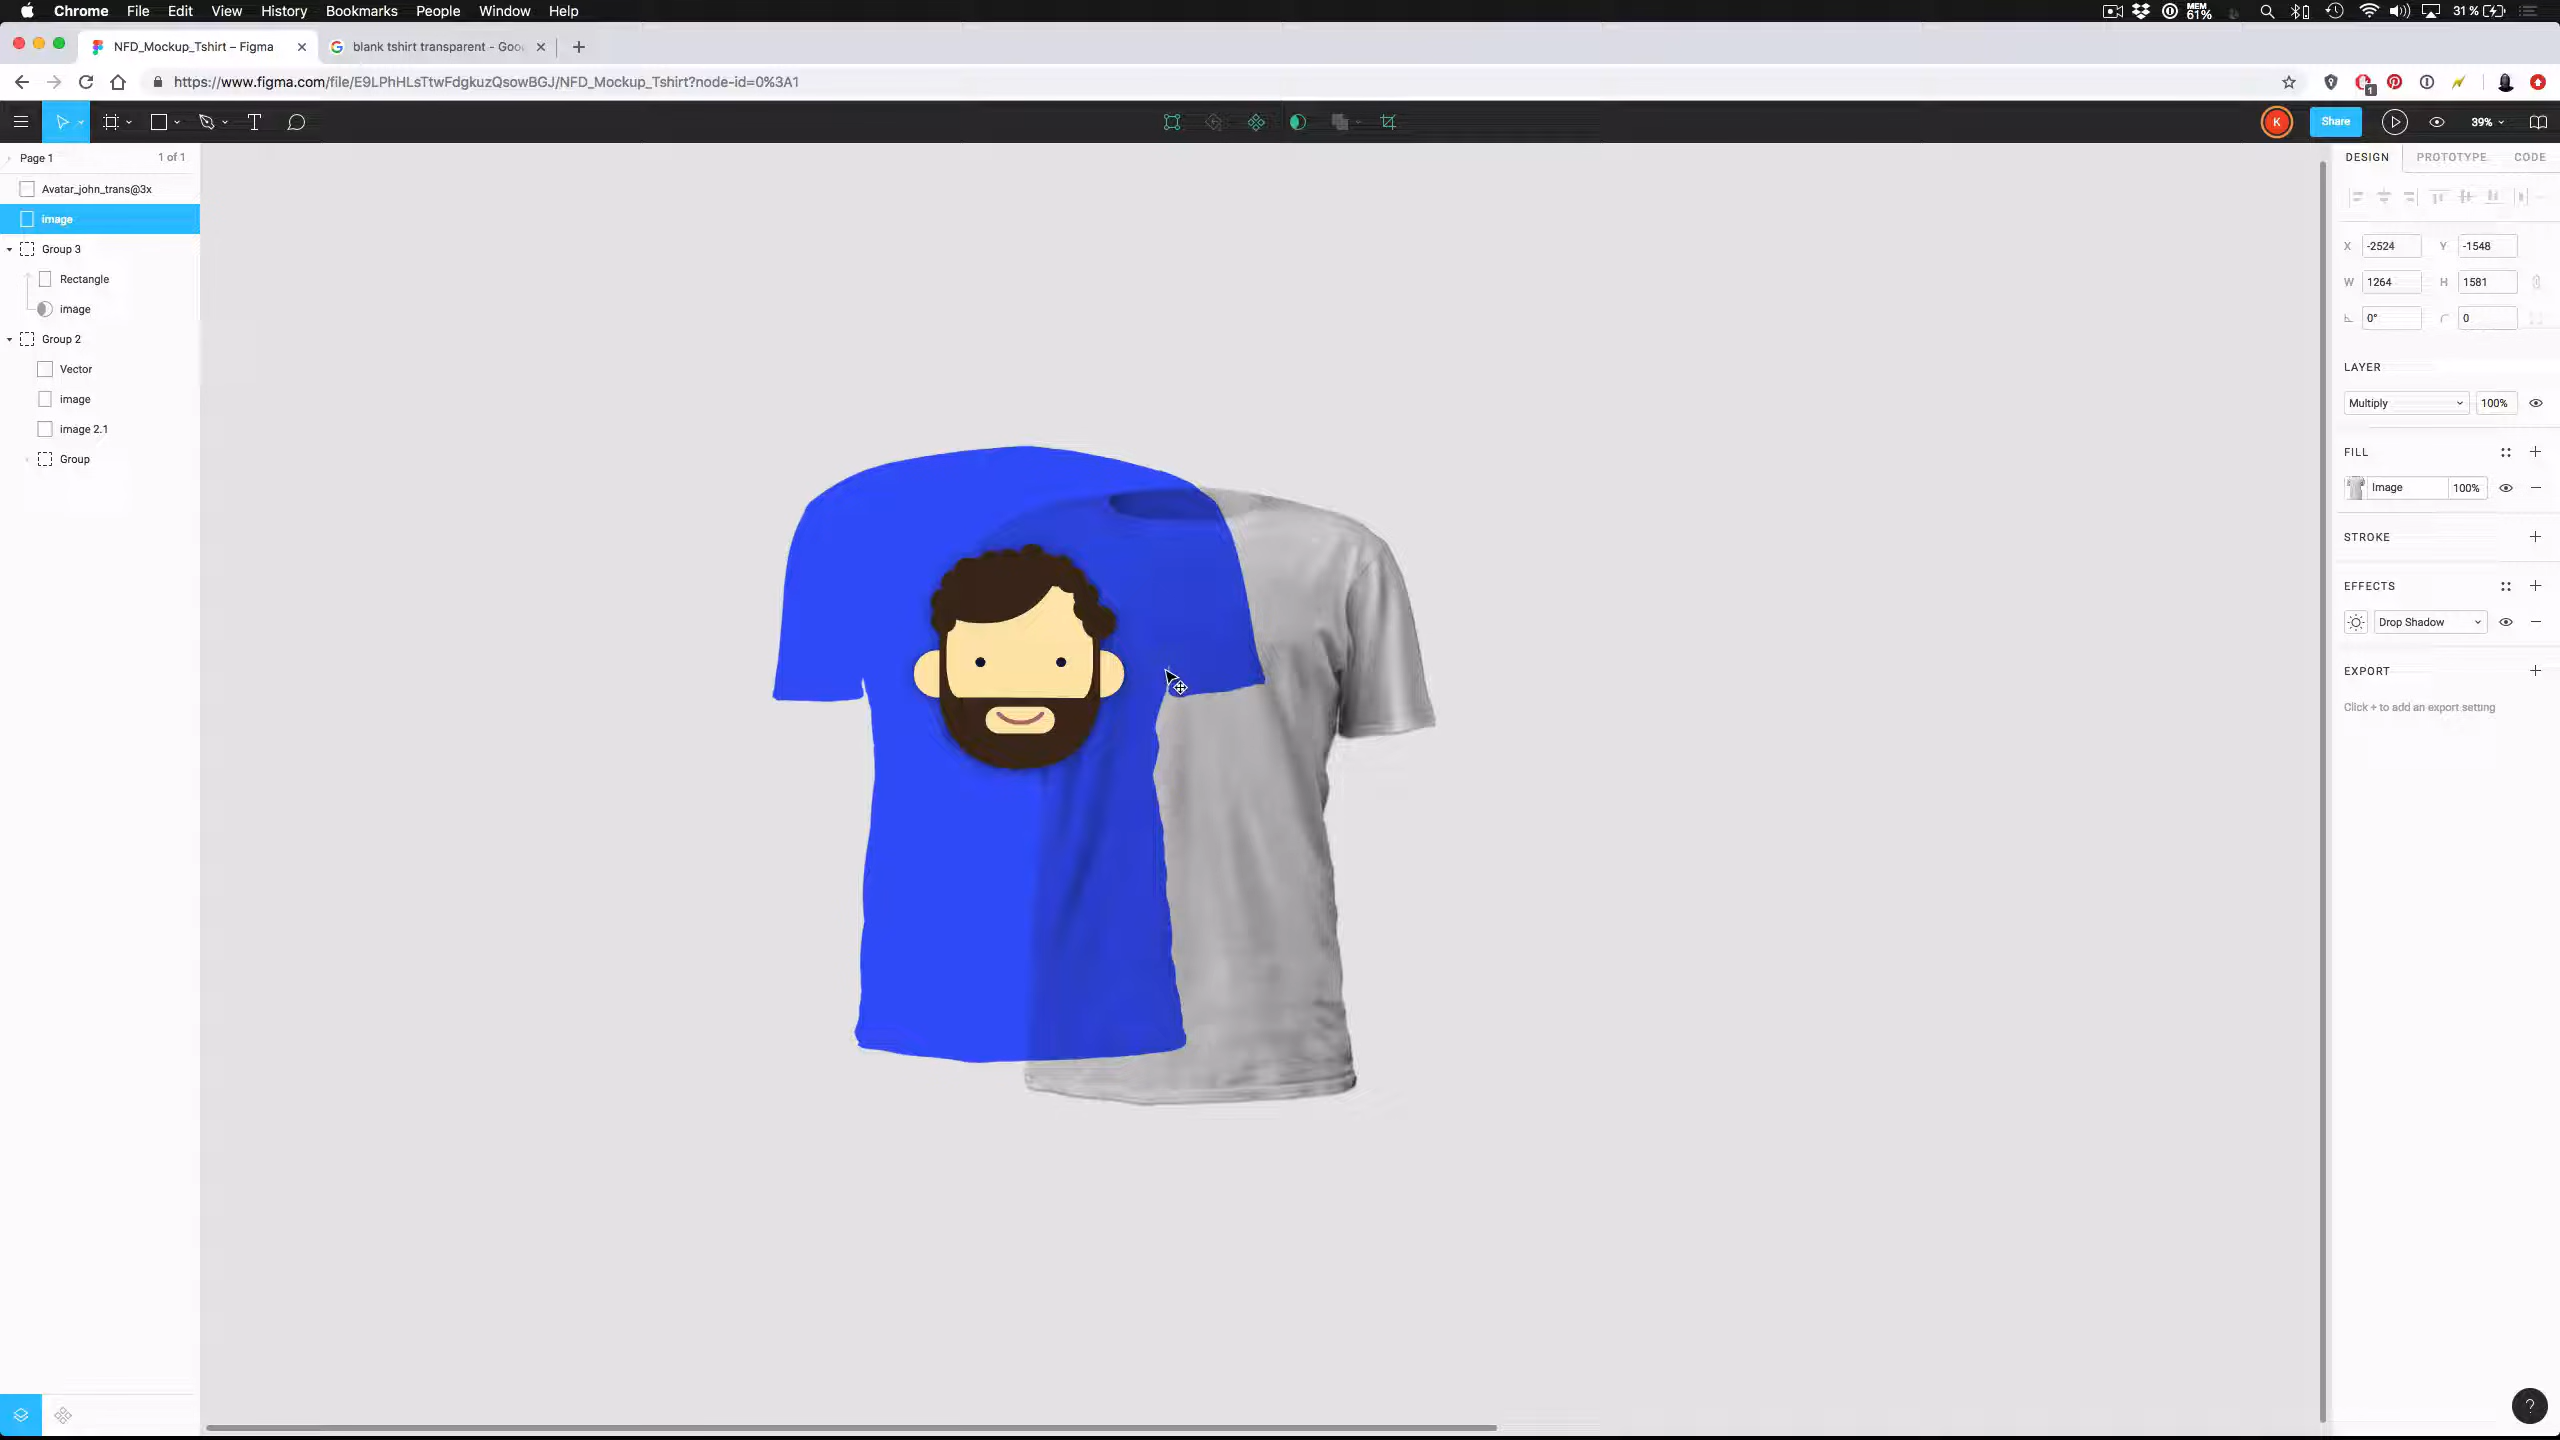 Chrome File Edit View History Bookmarks People Window Help MEM 61% 31 %
NFD_Mockup_Tshirt – Figma blank tshirt transparent - Goo
https://www.figma.com/file/E9LPhHLsTtwFdgkuzQsowBGJ/NFD_Mockup_Tshirt?node-id=0%3A1 1
T K Share 39%
Page 1 1 of 1 DESIGN PROTOTYPE CODE
Avatar_john_trans@3x
image
Group 3 X -2524 Y -1548
Rectangle W 1264 H 1581
image 0° 0
Group 2
Vector LAYER
image Multiply 100%
image 2.1
Group FILL
Image 100%
STROKE
EFFECTS
Drop Shadow
EXPORT
Click + to add an export setting
?